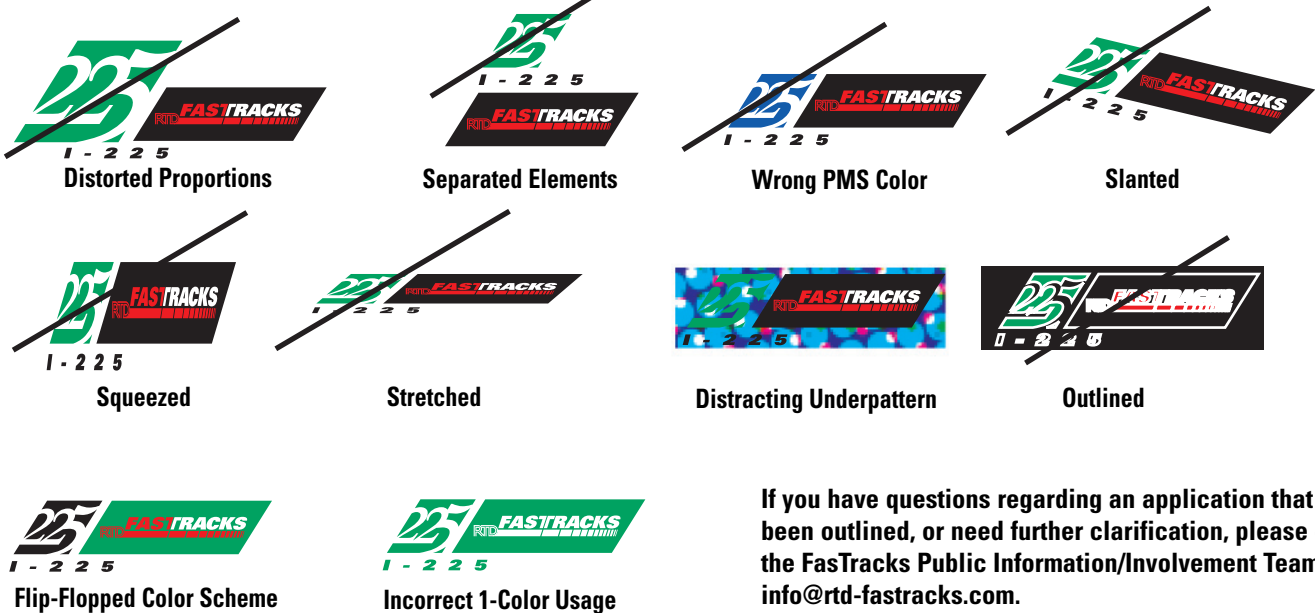 225 RTD FASTRACKS
I - 2 2 5
Distorted Proportions
225
I - 2 2 5
RTD FASTRACKS
Separated Elements
225 RTD FASTRACKS
I - 2 2 5
Wrong PMS Color
225 RTD FASTRACKS
I - 2 2 5
Slanted
225 RTD FASTRACKS
I - 2 2 5
Squeezed
225 RTD FASTRACKS
I - 2 2 5
Stretched
225 RTD FASTRACKS
I - 2 2 5
Distracting Underpattern
225 RTD FASTRACKS
I - 2 2 5
Outlined
225 RTD FASTRACKS
I - 2 2 5
Flip-Flopped Color Scheme
225 RTD FASTRACKS
I - 2 2 5
Incorrect 1-Color Usage
If you have questions regarding an application that
been outlined, or need further clarification, please
the FasTracks Public Information/Involvement Team
info@rtd-fastracks.com.